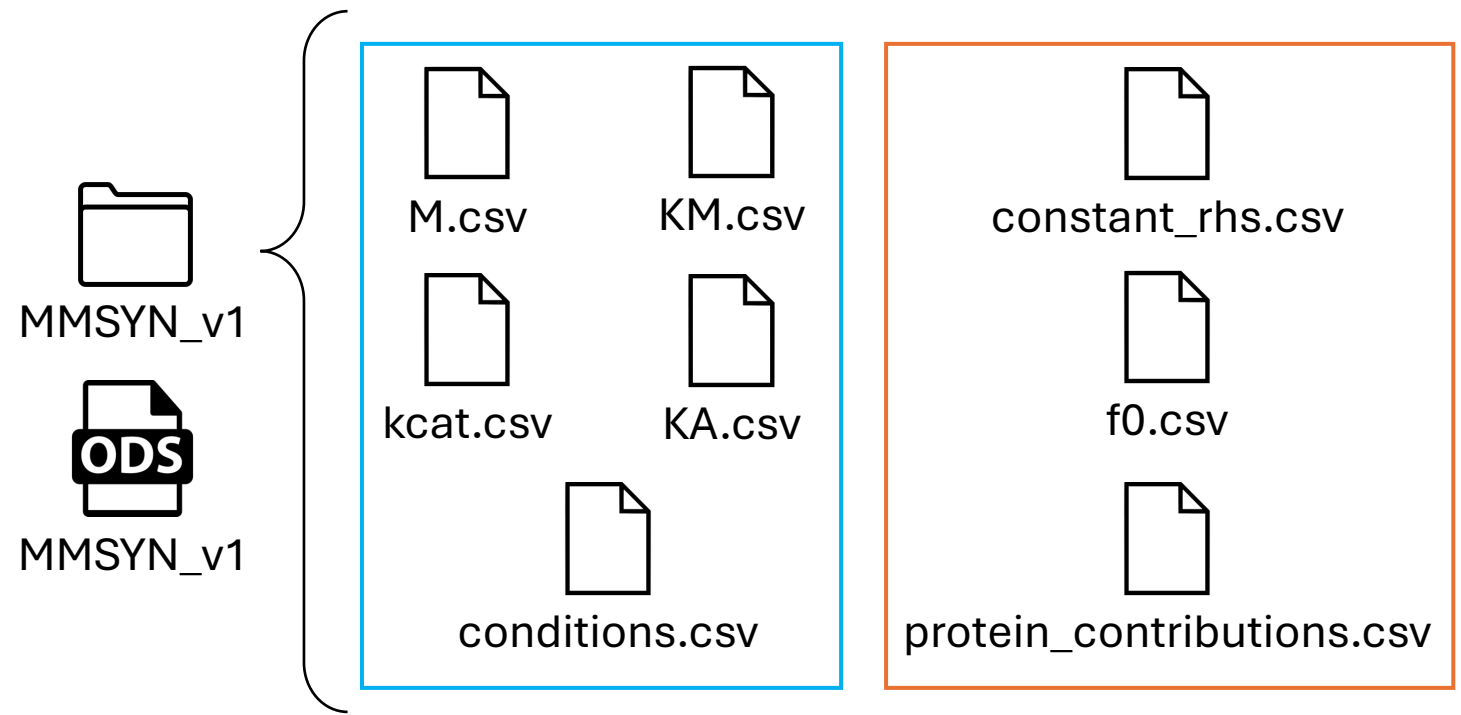 MMSYN_v1
ODS
MMSYN_v1
M.csv
KM.csv
kcat.csv
KA.csv
conditions.csv
constant_rhs.csv
f0.csv
protein_contributions.csv